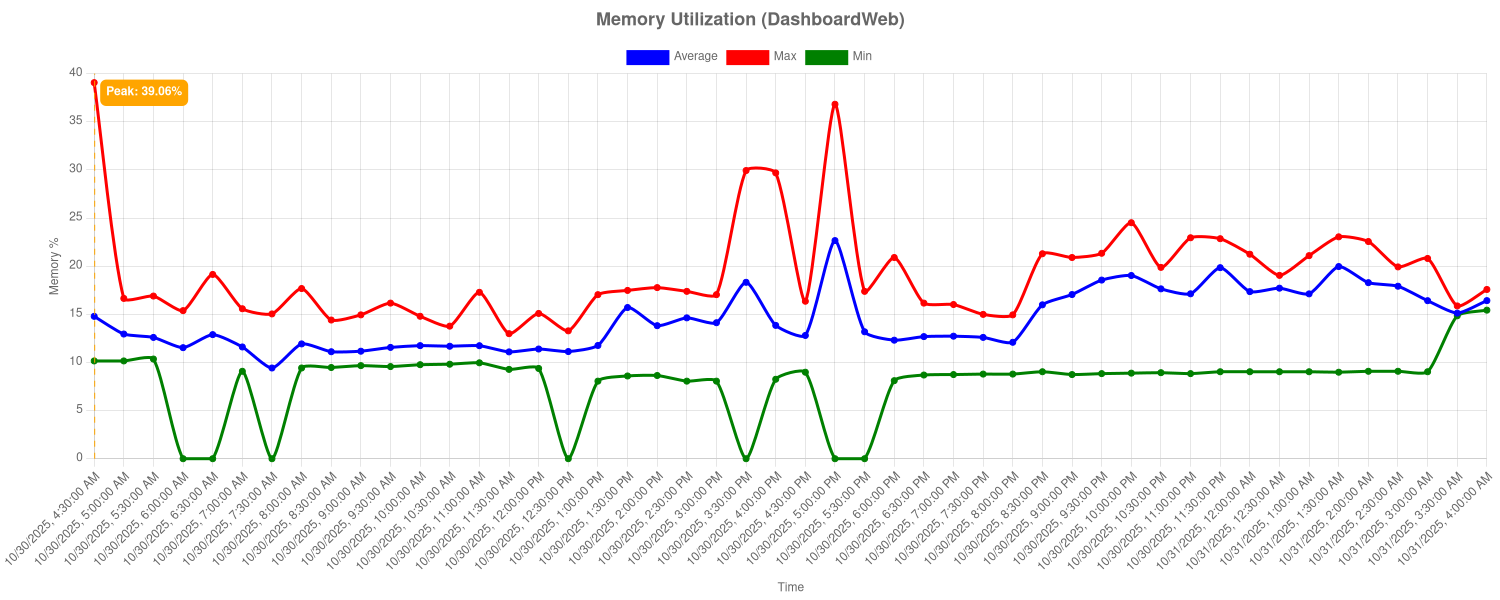 Memory Utilization (DashboardWeb)
Average Max Min
40
Peak: 39.06%
35
30
25
20
15
10
5
0
Memory %
10/30/2025, 4:30:00 AM
10/30/2025, 5:00:00 AM
10/30/2025, 5:30:00 AM
10/30/2025, 6:00:00 AM
10/30/2025, 6:30:00 AM
10/30/2025, 7:00:00 AM
10/30/2025, 7:30:00 AM
10/30/2025, 8:00:00 AM
10/30/2025, 8:30:00 AM
10/30/2025, 9:00:00 AM
10/30/2025, 9:30:00 AM
10/30/2025, 10:00:00 AM
10/30/2025, 10:30:00 AM
10/30/2025, 11:00:00 AM
10/30/2025, 11:30:00 AM
10/30/2025, 12:00:00 PM
10/30/2025, 12:30:00 PM
10/30/2025, 1:00:00 PM
10/30/2025, 1:30:00 PM
10/30/2025, 2:00:00 PM
10/30/2025, 2:30:00 PM
10/30/2025, 3:00:00 PM
10/30/2025, 3:30:00 PM
10/30/2025, 4:00:00 PM
10/30/2025, 4:30:00 PM
10/30/2025, 5:00:00 PM
10/30/2025, 5:30:00 PM
10/30/2025, 6:00:00 PM
10/30/2025, 6:30:00 PM
10/30/2025, 7:00:00 PM
10/30/2025, 7:30:00 PM
10/30/2025, 8:00:00 PM
10/30/2025, 8:30:00 PM
10/30/2025, 9:00:00 PM
10/30/2025, 9:30:00 PM
10/30/2025, 10:00:00 PM
10/30/2025, 10:30:00 PM
10/30/2025, 11:00:00 PM
10/30/2025, 11:30:00 PM
10/31/2025, 12:00:00 AM
10/31/2025, 12:30:00 AM
10/31/2025, 1:00:00 AM
10/31/2025, 1:30:00 AM
10/31/2025, 2:00:00 AM
10/31/2025, 2:30:00 AM
10/31/2025, 3:00:00 AM
10/31/2025, 3:30:00 AM
10/31/2025, 4:00:00 AM
Time